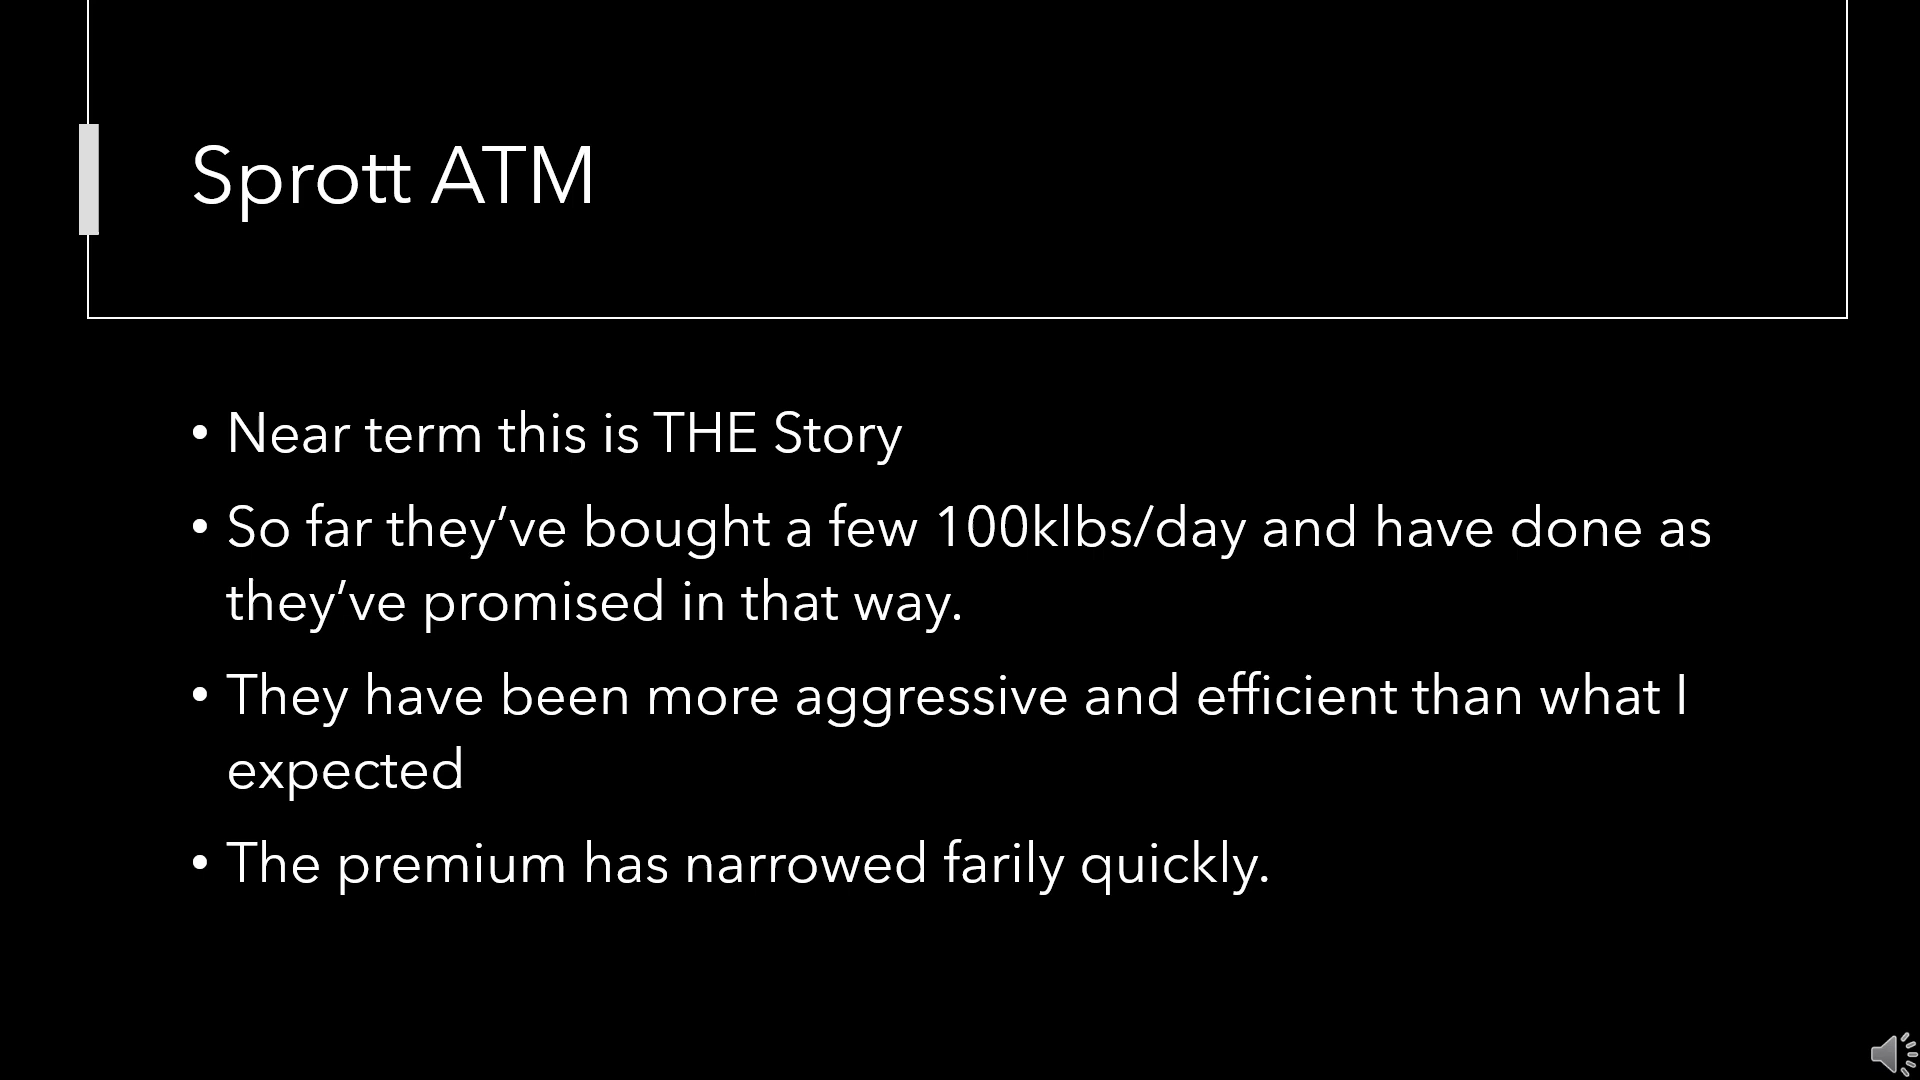 Sprott ATM
• Near term this is THE Story
• So far they’ve bought a few 100klbs/day and have done as
they’ve promised in that way.
• They have been more aggressive and efficient than what I
expected
• The premium has narrowed farily quickly.